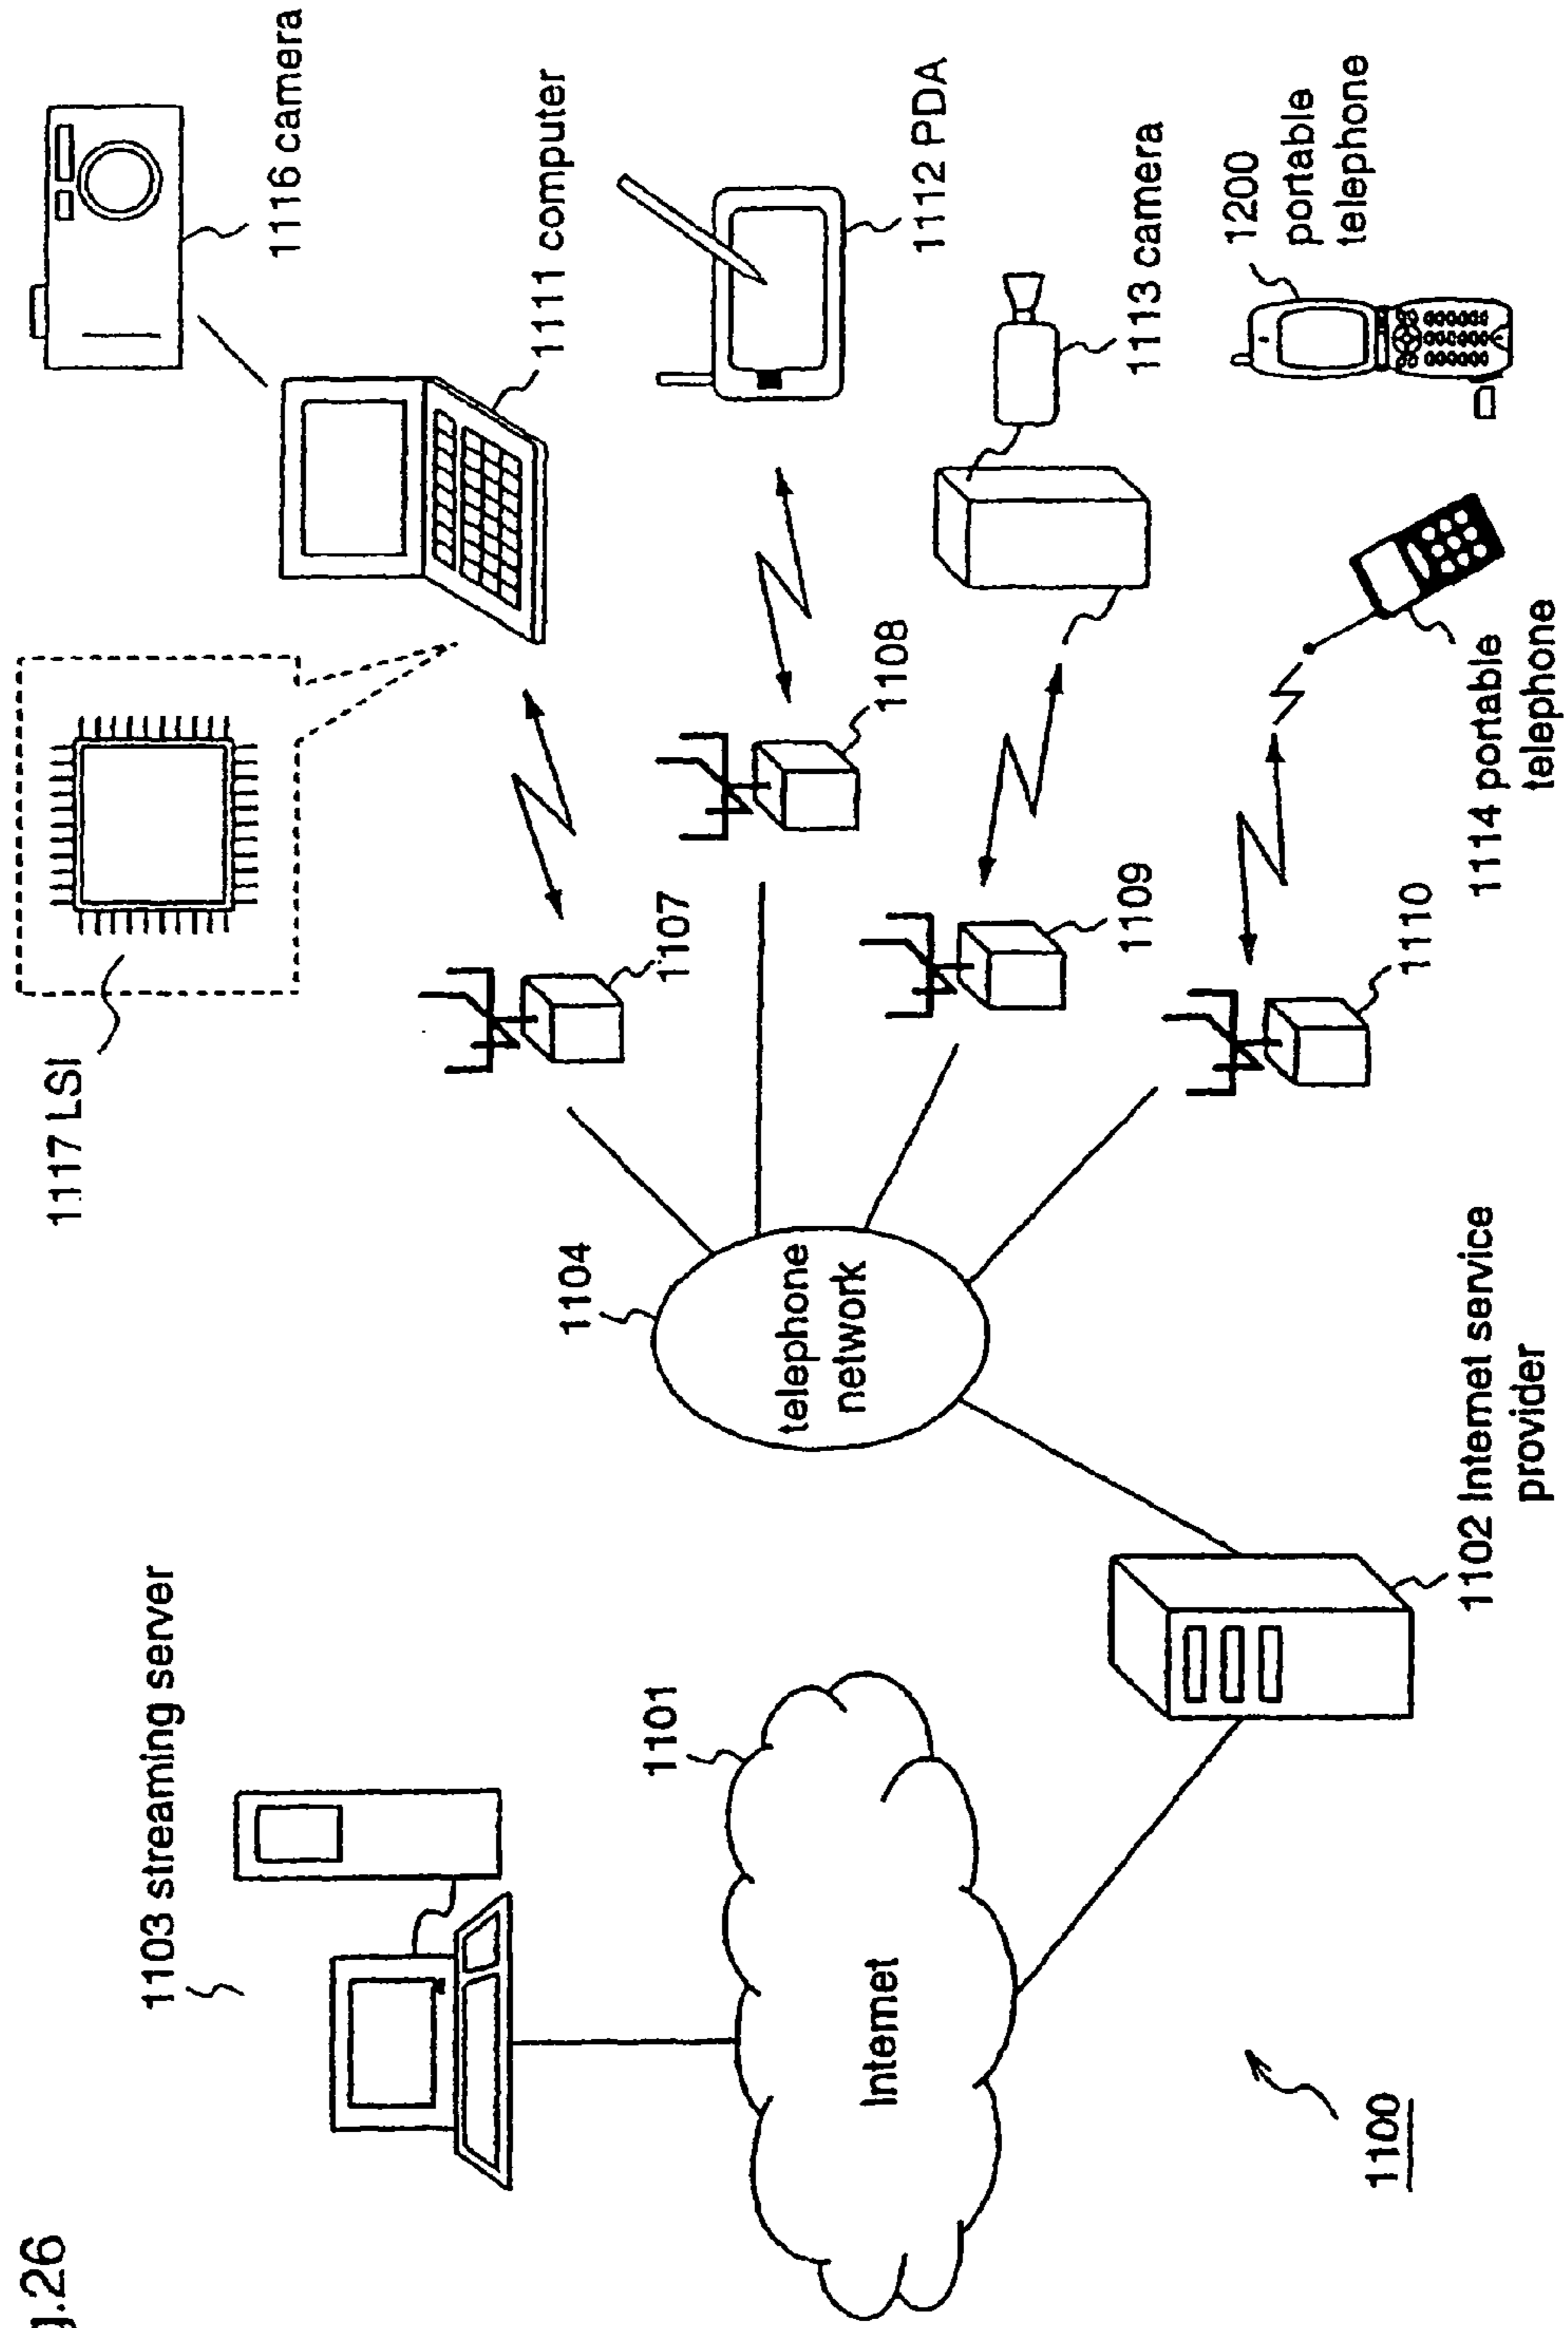 g.26
1103 streaming server
1117 LSI
1116 camera
1111 computer
1107
1108
1112 PDA
1104
telephone
network
1101
Internet
1109
1113 camera
1110
1200
portable
telephone
1114 portable
telephone
1102 Internet service
provider
1100